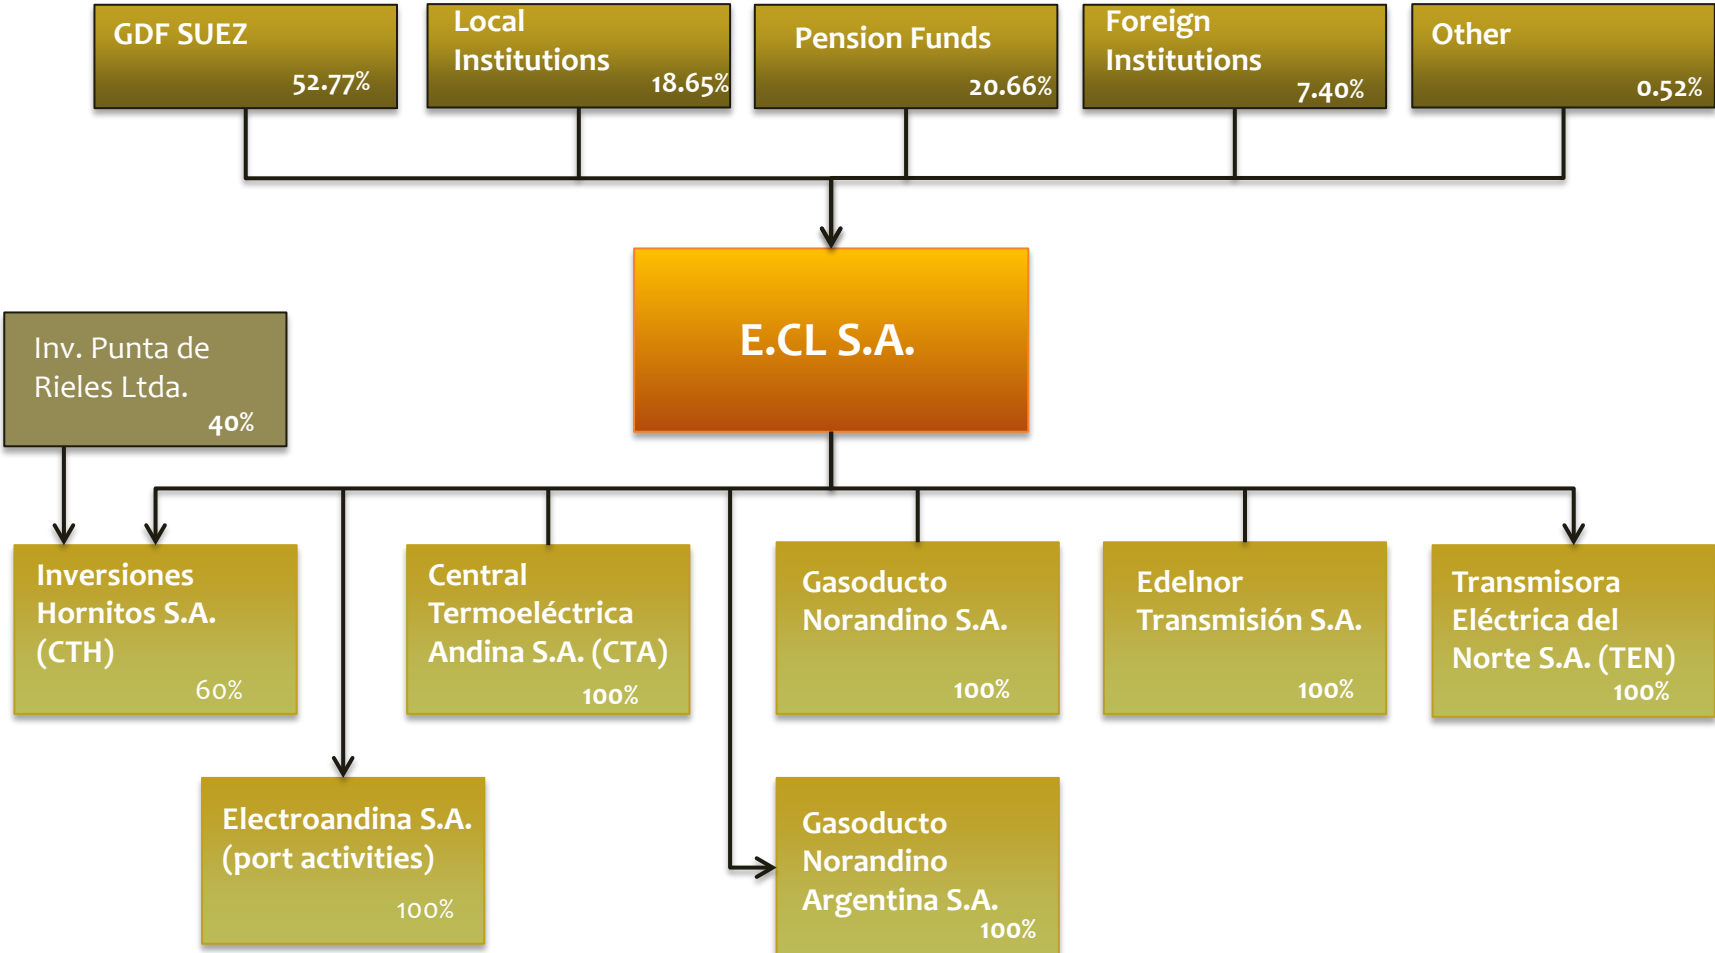 GDF SUEZ
52.77%
Local
Institutions
18.65%
Pension Funds
20.66%
Foreign
Institutions
7.40%
Other
0.52%
E.CL S.A.
Inv. Punta de
Rieles Ltda.
40%
Inversiones
Hornitos S.A.
(CTH)
60%
Central
Termoeléctrica
Andina S.A. (CTA)
100%
Gasoducto
Norandino S.A.
100%
Edelnor
Transmisión S.A.
100%
Transmisora
Eléctrica del
Norte S.A. (TEN)
100%
Electroandina S.A.
(port activities)
100%
Gasoducto
Norandino
Argentina S.A.
100%